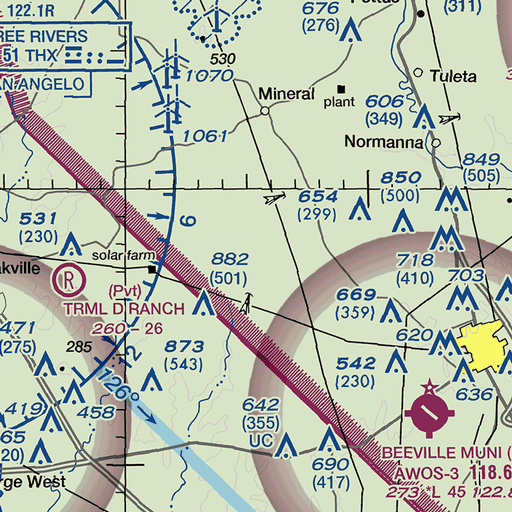 122.1R
REE RIVERS
51 THX
AN ANGELO
530
1070
1061
676
(276)
(311)
Tuleta
Mineral
plant
606
(349)
Normanna
849
(505)
850
(500)
654
(299)
6
531
(230)
solar farm
882
(501)
718
(410)
703
akville
R
(Pvt)
TRML D RANCH
260 - 26
669
(359)
620
471
(275)
285
2
873
(543)
542
(230)
636
126°
419
458
642
(355)
UC
65
20)
rge West
690
(417)
BEEVILLE MUNI (
AWOS-3 118.6
273 *L 45 122.8